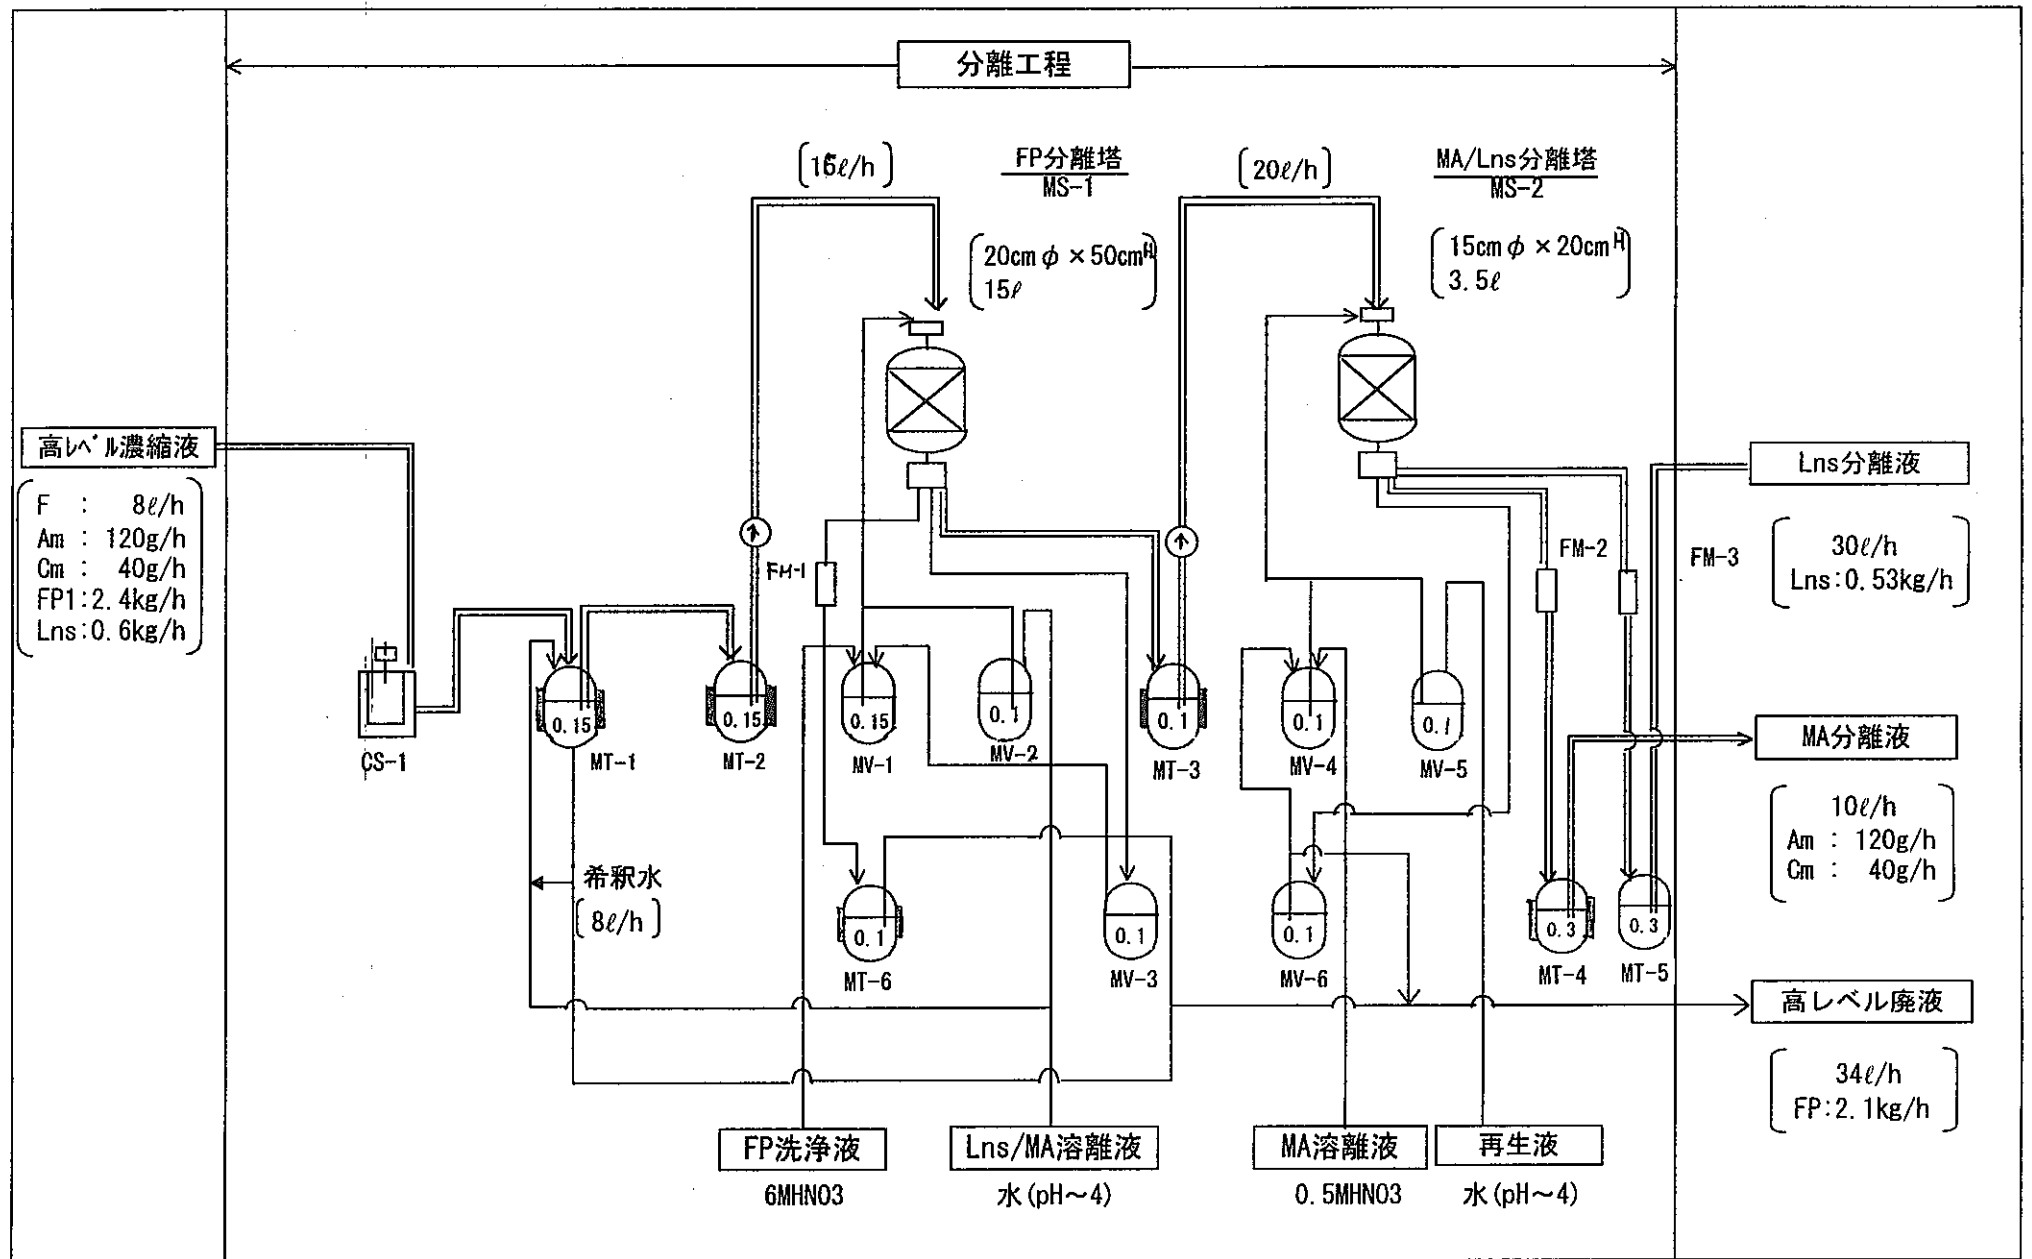 分離工程
FP分離塔
MS-1
MA/Lns分離塔
MS-2
20ℓ/h
20cmφ×50cmH
15ℓ
15cmφ×20cmH
3.5ℓ
高レベル濃縮液
F : 8ℓ/h
Am : 120g/h
Cm : 40g/h
FP1:2.4kg/h
Lns:0.6kg/h
CS-1
0.15
MT-1
0.15
MT-2
FM-1
0.15
MV-1
0.1
MV-2
0.1
MT-3
0.1
MV-4
0.1
MV-5
FM-2
FM-3
Lns分離液
30ℓ/h
Lns:0.53kg/h
MA分離液
10ℓ/h
Am : 120g/h
Cm : 40g/h
希釈水
8ℓ/h
0.1
MT-6
0.1
MV-3
0.1
MV-6
0.3
MT-4
0.3
MT-5
高レベル廃液
34ℓ/h
FP:2.1kg/h
FP洗浄液
6MHNO3
Lns/MA溶離液
水(pH～4)
MA溶離液
0.5MHNO3
再生液
水(pH～4)